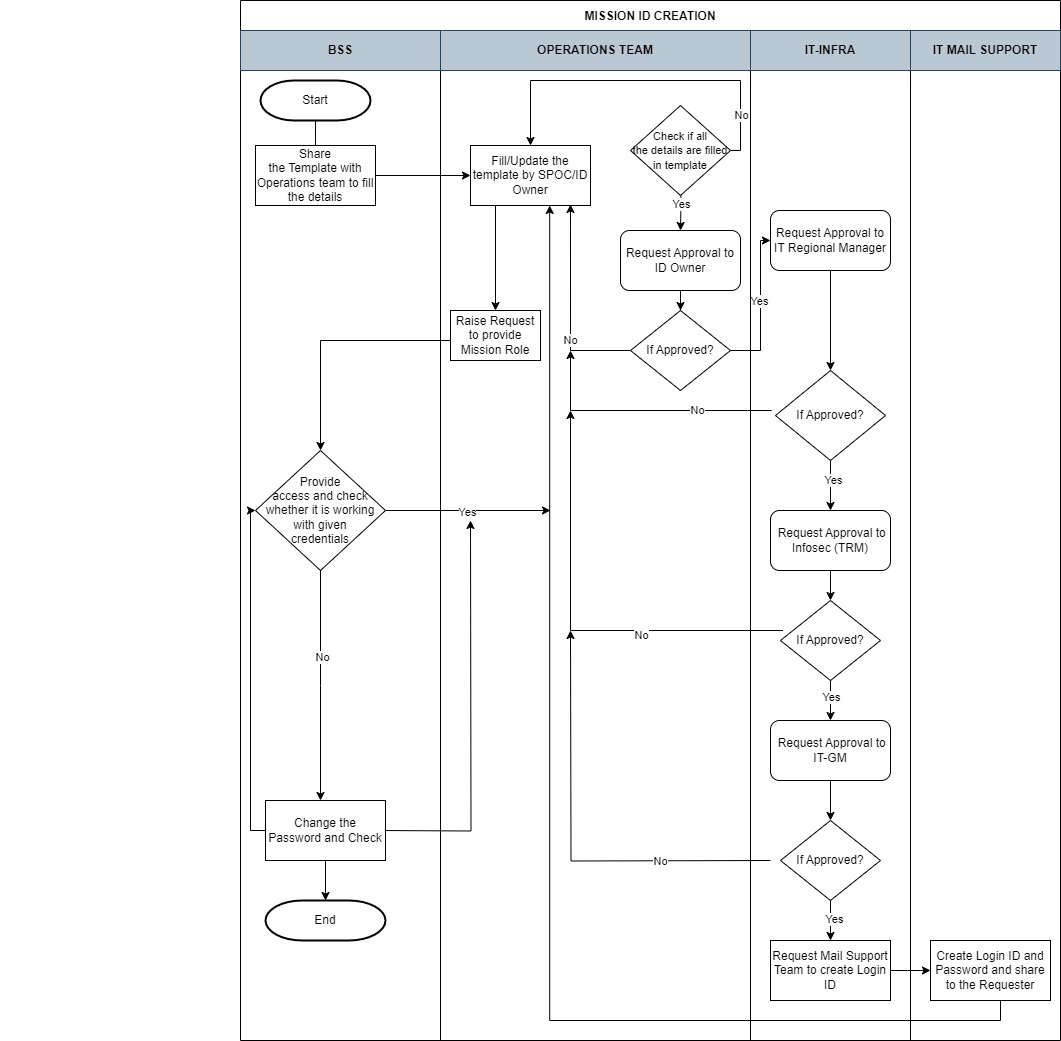 MISSION ID CREATION
BSS
OPERATIONS TEAM
IT-INFRA
IT MAIL SUPPORT
Start
Share
the Template with
Operations team to fill
the details
Fill/Update the
template by SPOC/ID
Owner
Check if all
the details are filled
in template
No
Yes
Request Approval to
ID Owner
Request Approval to
IT Regional Manager
Yes
Raise Request
to provide
Mission Role
No
If Approved?
No
If Approved?
Yes
Provide
access and check
whether it is working
with given
credentials
Yes
Request Approval to
Infosec (TRM)
No
If Approved?
No
Yes
Request Approval to
IT-GM
Change the
Password and Check
No
If Approved?
End
Yes
Request Mail Support
Team to create Login
ID
Create Login ID and
Password and share
to the Requester